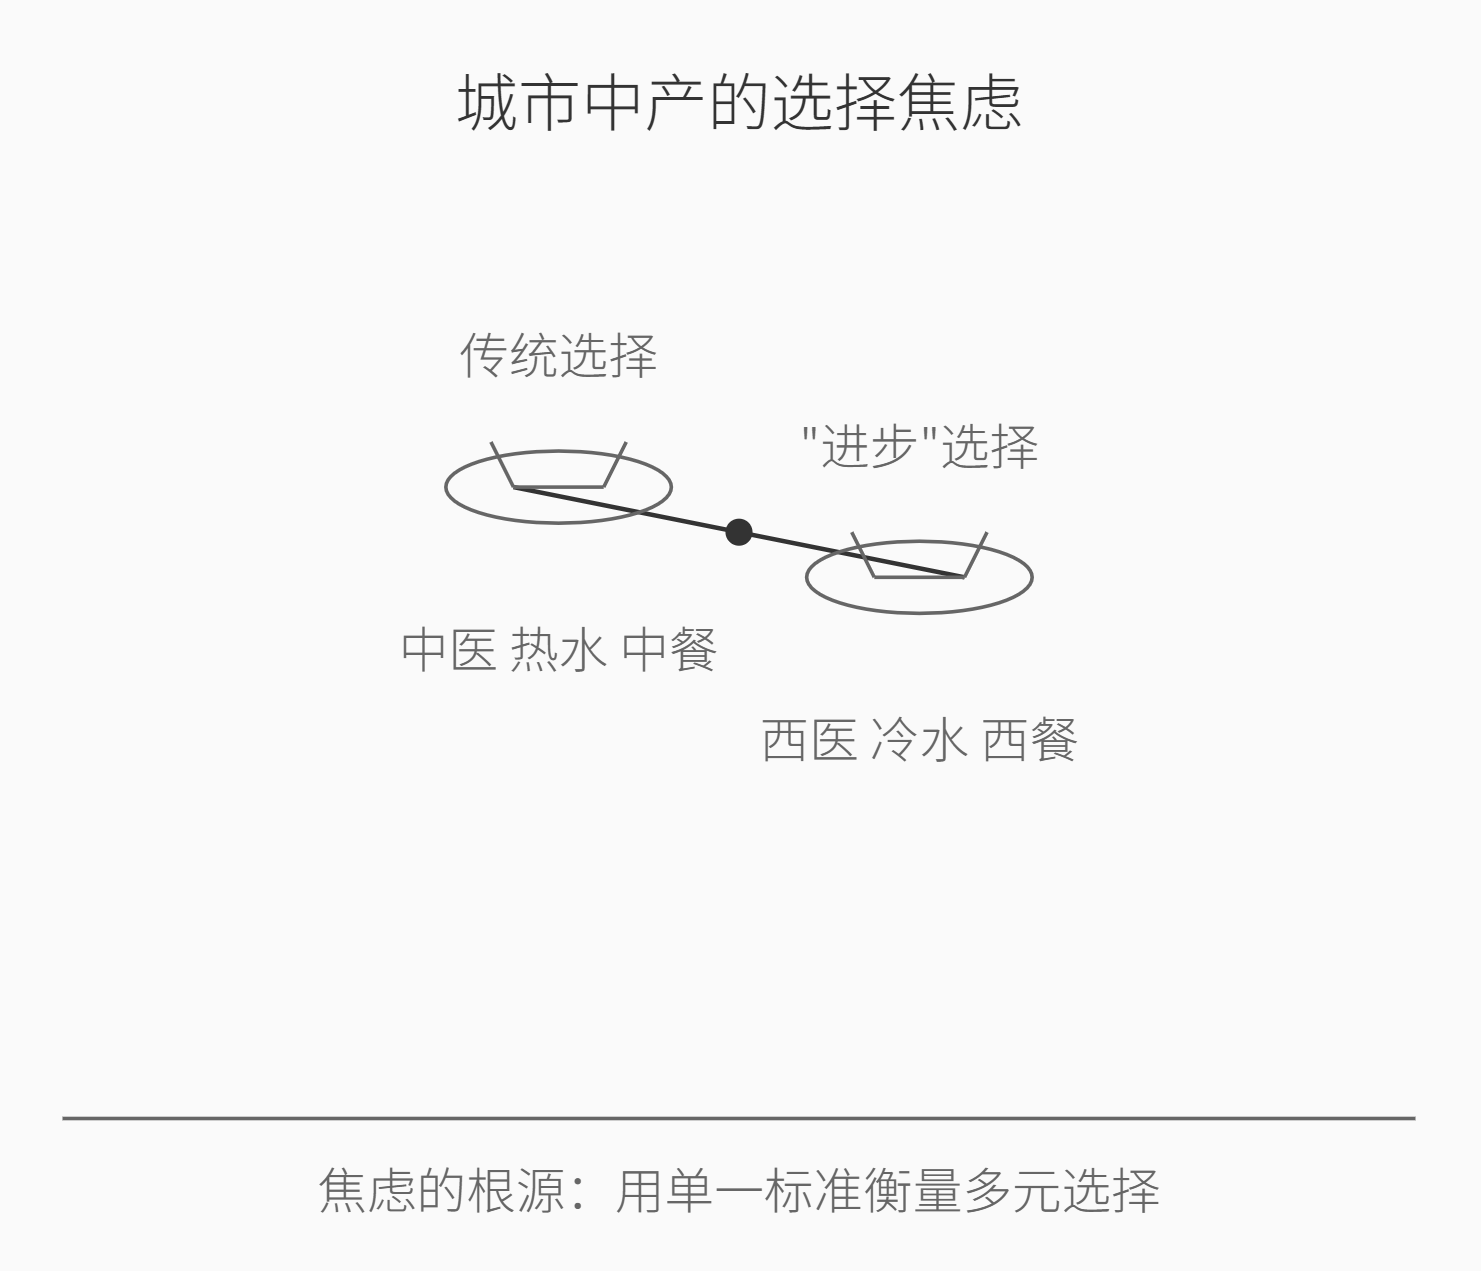 城市中产的选择焦虑
传统选择
"进步"选择
中医 热水 中餐
西医 冷水 西餐
焦虑的根源：用单一标准衡量多元选择